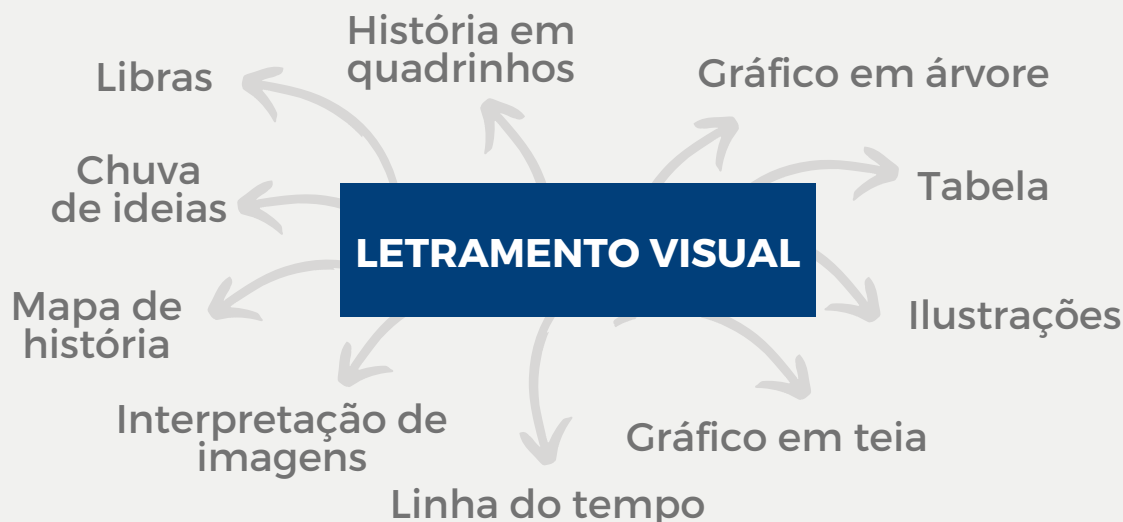 História em
quadrinhos
Libras
Gráfico em árvore
Chuva
de ideias
Tabela
LETRAMENTO VISUAL
Mapa de
história
Ilustrações
Interpretação de
imagens
Gráfico em teia
Linha do tempo